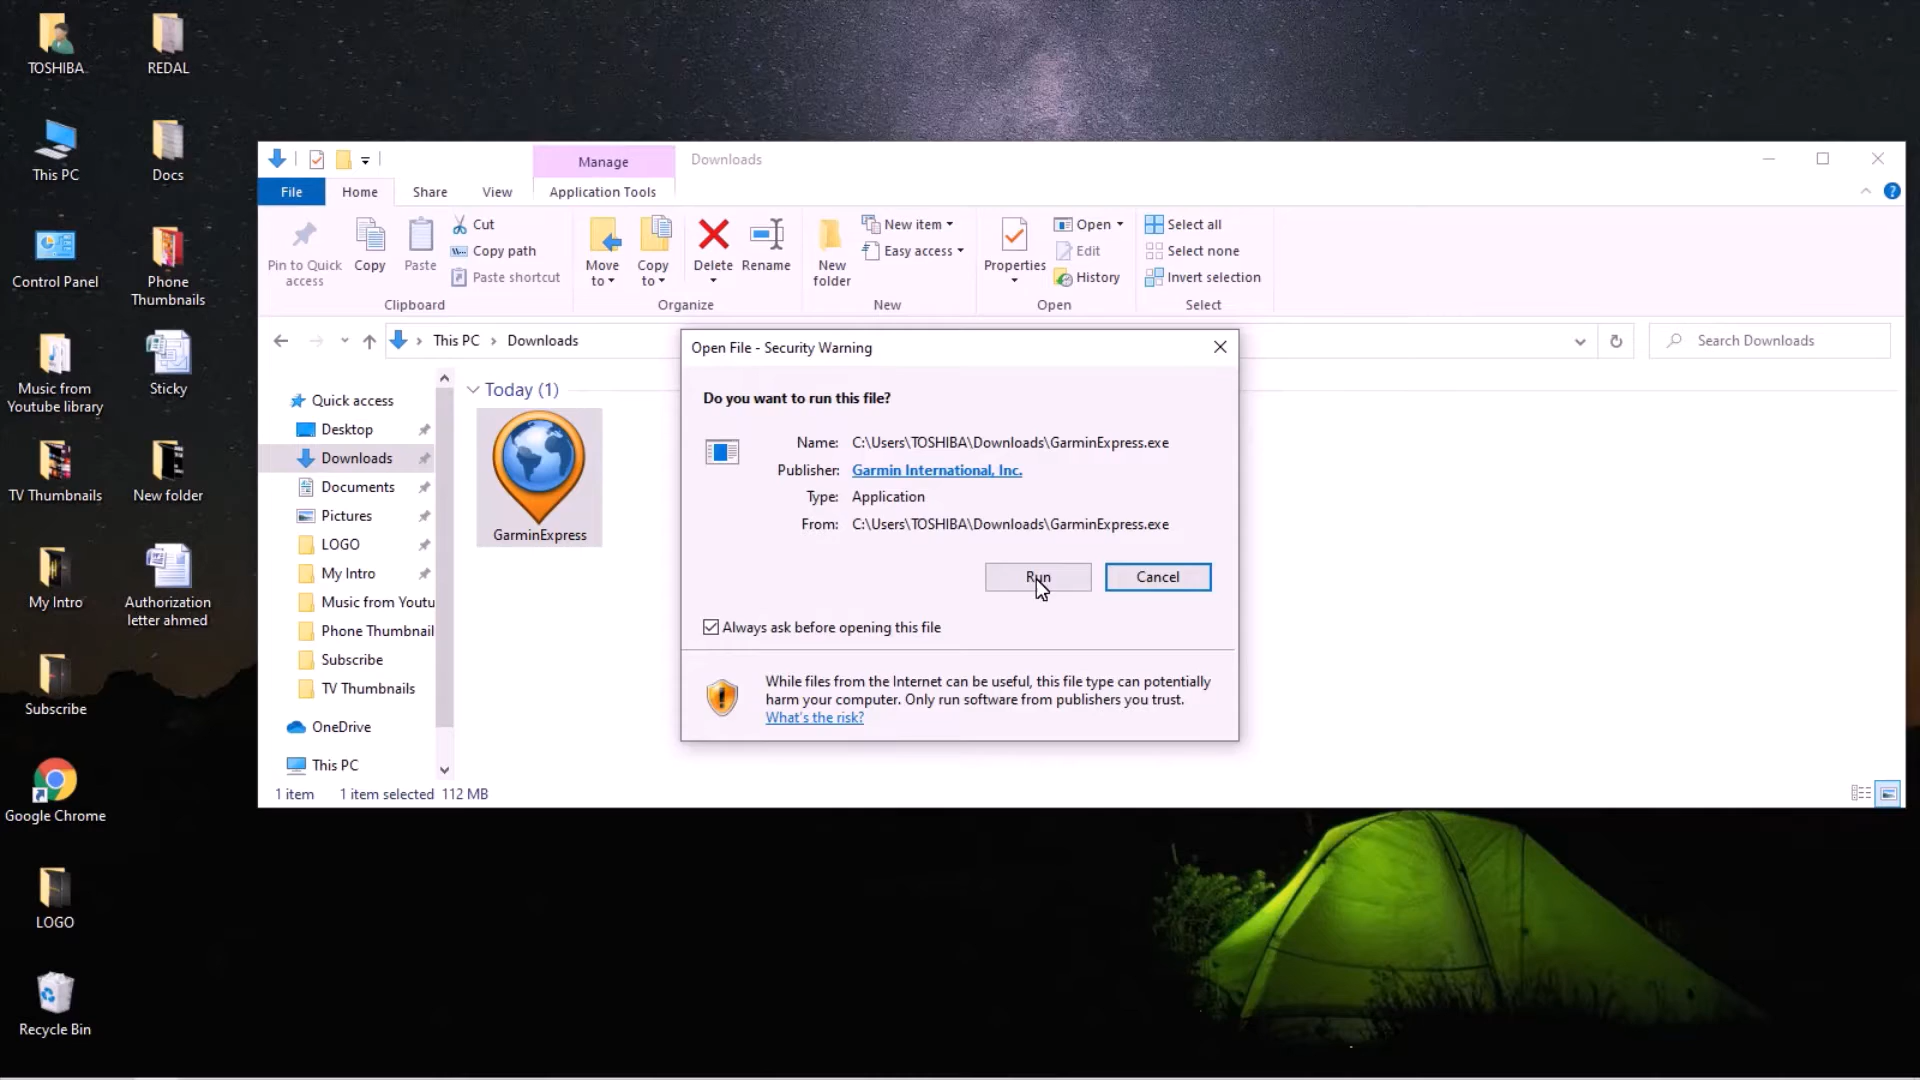 TOSHIBA
REDAL
This PC
Docs
Control Panel
Phone
Thumbnails
Music from
Youtube library
Sticky
TV Thumbnails
New folder
My Intro
Authorization
letter ahmed
Subscribe
Google Chrome
LOGO
Recycle Bin
Manage
Downloads
File
Home
Share
View
Application Tools
Pin to Quick
access
Copy
Paste
Cut
Copy path
Paste shortcut
Clipboard
Move
to
Copy
to
Delete
Rename
Organize
New
folder
New item
Easy access
New
Properties
Open
Edit
History
Open
Select all
Select none
Invert selection
Select
This PC > Downloads
Search Downloads
Quick access
Desktop
Downloads
Documents
Pictures
LOGO
My Intro
Music from Youtu
Phone Thumbnail
Subscribe
TV Thumbnails
OneDrive
This PC
Today (1)
GarminExpress
1 item 1 item selected 112 MB
Open File - Security Warning
Do you want to run this file?
Name: C:\Users\TOSHIBA\Downloads\GarminExpress.exe
Publisher: Garmin International, Inc.
Type: Application
From: C:\Users\TOSHIBA\Downloads\GarminExpress.exe
Run
Cancel
Always ask before opening this file
While files from the Internet can be useful, this file type can potentially
harm your computer. Only run software from publishers you trust.
What's the risk?